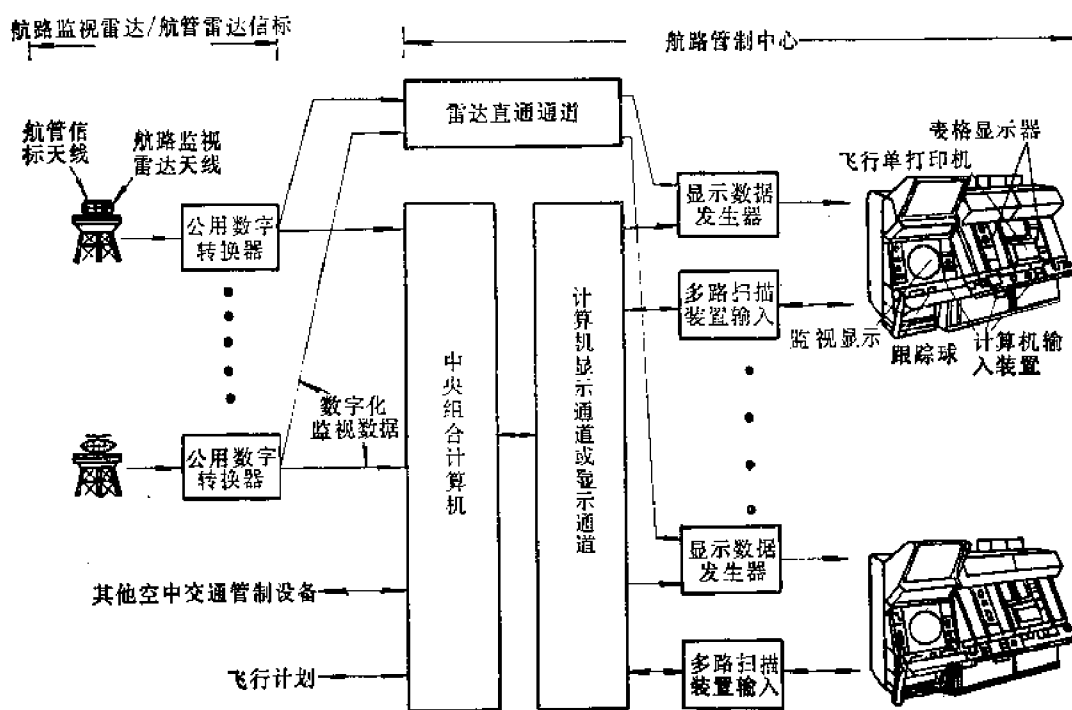 航路监视雷达/航管雷达信标
航路管制中心
雷达直通通道
航管信
标天线
航路监视
雷达天线
表格显示器
飞行单打印机
公用数字
转换器
显示数据
发生器
多路扫描
装置输入
监视显示
跟踪球
计算机输
入装置
中央组合计算机
计算机显示通道或显示通道
数字化
监视数据
公用数字
转换器
显示数据
发生器
其他空中交通管制设备
飞行计划
多路扫描
装置输入